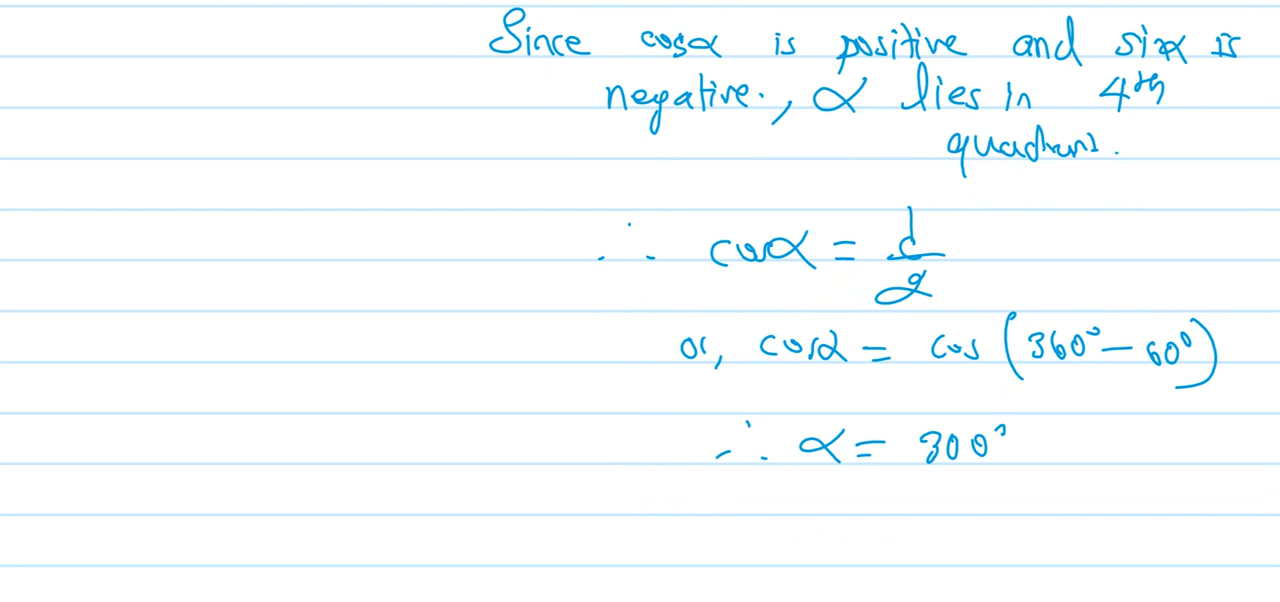 Since cosα is positive and sinα is
negative., α lies in 4th
quadrant.
∴ cosα = 1/2
or, cosα = cos (360° - 60°)
∴ α = 300°